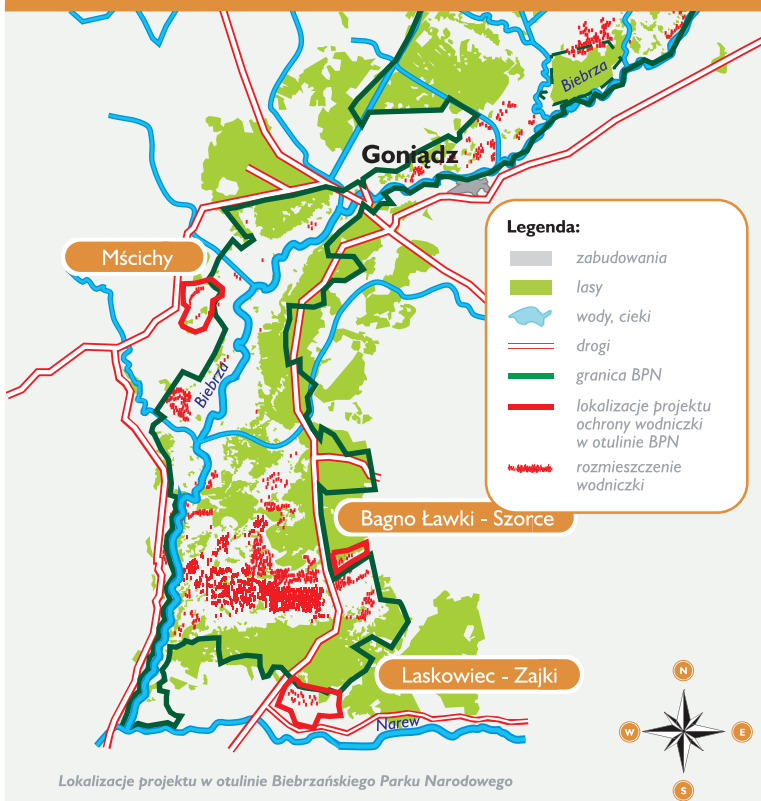 Biebrza
Goniądz
Mścichy
Biebrza
Legenda:
zabudowania
lasy
wody, cieki
drogi
granica BPN
lokalizacje projektu
ochrony wodniczki
w otulinie BPN
rozmieszczenie
wodniczki
Bagno Ławki - Szorce
Laskowiec - Zajki
Narew
N
W
E
S
Lokalizacje projektu w otulinie Biebrzańskiego Parku Narodowego